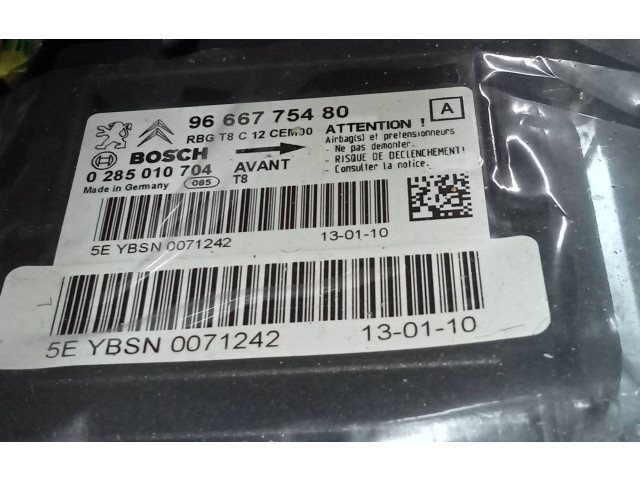 96 667 754 80
RBG T8 C 12 CEM00
BOSCH
0 285 010 704
AVANT
T8
Made in Germany
085
ATTENTION !
A
Airbag(s) et pretensionneurs
- Ne pas demonter.
- RISQUE DE DECLENCHEMENT!
- Consulter la notice.
5E YBSN 0071242 13-01-10
5E YBSN 0071242 13-01-10